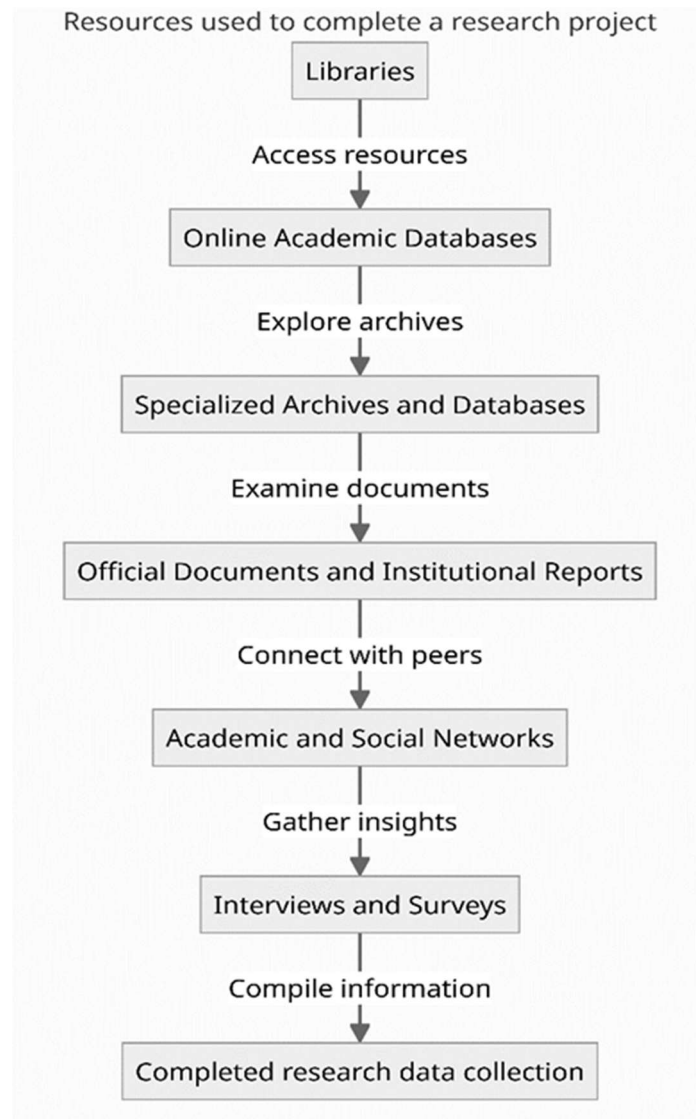 Resources used to complete a research project
Libraries
Access resources
Online Academic Databases
Explore archives
Specialized Archives and Databases
Examine documents
Official Documents and Institutional Reports
Connect with peers
Academic and Social Networks
Gather insights
Interviews and Surveys
Compile information
Completed research data collection